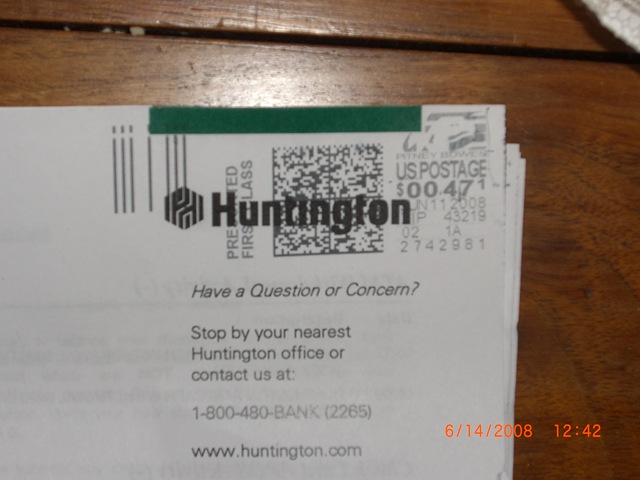 PITNEY BOWES
US POSTAGE
$00.47¹
JUN 11 2008
ZIP 43219
02 1A
2742981
PRESORTED
FIRST CLASS
Huntington
Have a Question or Concern?
Stop by your nearest
Huntington office or
contact us at:
1-800-480-BANK (2265)
www.huntington.com
6/14/2008 12:42